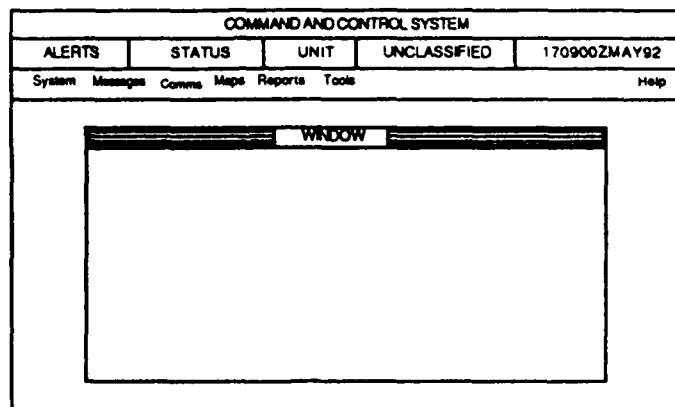 COMMAND AND CONTROL SYSTEM
ALERTS STATUS UNIT UNCLASSIFIED 170900ZMAY92
System Messages Comms Maps Reports Tools Help
WINDOW